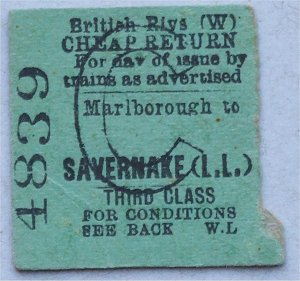 British Rlys (W)
CHEAP RETURN
For day of issue by
trains as advertised
Marlborough to
C
SAVERNAKE (L.L.)
THIRD CLASS
FOR CONDITIONS
SEE BACK W.L
4839